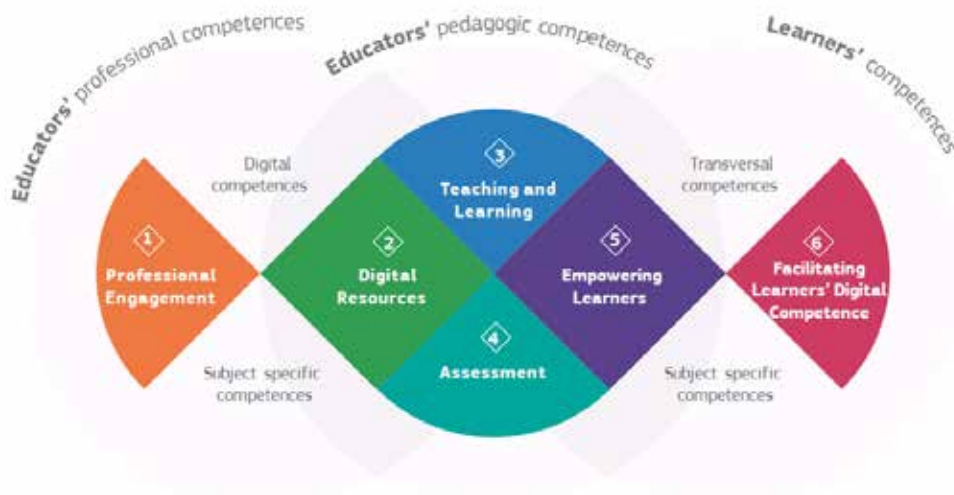 Educators' professional competences
Educators' pedagogic competences
Learners' competences
Digital
competences
Transversal
competences
1
Professional
Engagement
2
Digital
Resources
3
Teaching and
Learning
4
Assessment
5
Empowering
Learners
6
Facilitating
Learners' Digital
Competence
Subject specific
competences
Subject specific
competences